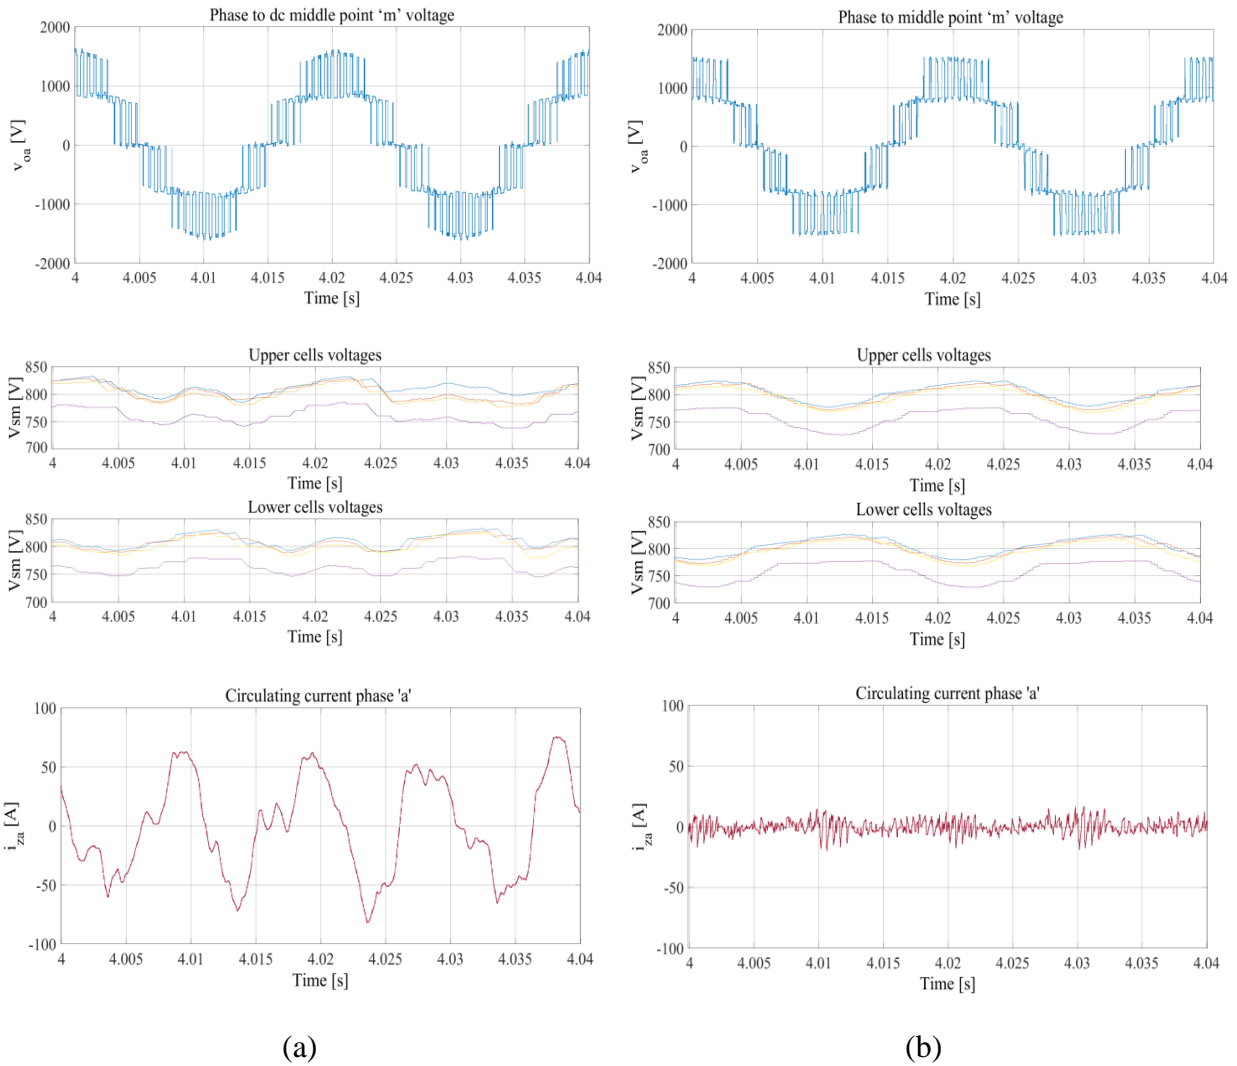 Phase to dc middle point ‘m’ voltage
2000
1000
0
-1000
-2000
v_oa [V]
4 4.005 4.01 4.015 4.02 4.025 4.03 4.035 4.04
Time [s]
Upper cells voltages
850
800
750
700
Vsm [V]
4 4.005 4.01 4.015 4.02 4.025 4.03 4.035 4.04
Time [s]
Lower cells voltages
850
800
750
700
Vsm [V]
4 4.005 4.01 4.015 4.02 4.025 4.03 4.035 4.04
Time [s]
Circulating current phase 'a'
100
50
0
-50
-100
i_za [A]
4 4.005 4.01 4.015 4.02 4.025 4.03 4.035 4.04
Time [s]
(a)
Phase to middle point ‘m’ voltage
2000
1000
0
-1000
-2000
v_oa [V]
4 4.005 4.01 4.015 4.02 4.025 4.03 4.035 4.04
Time [s]
Upper cells voltages
850
800
750
700
Vsm [V]
4 4.005 4.01 4.015 4.02 4.025 4.03 4.035 4.04
Time [s]
Lower cells voltages
850
800
750
700
Vsm [V]
4 4.005 4.01 4.015 4.02 4.025 4.03 4.035 4.04
Time [s]
Circulating current phase 'a'
100
50
0
-50
-100
i_za [A]
4 4.005 4.01 4.015 4.02 4.025 4.03 4.035 4.04
Time [s]
(b)